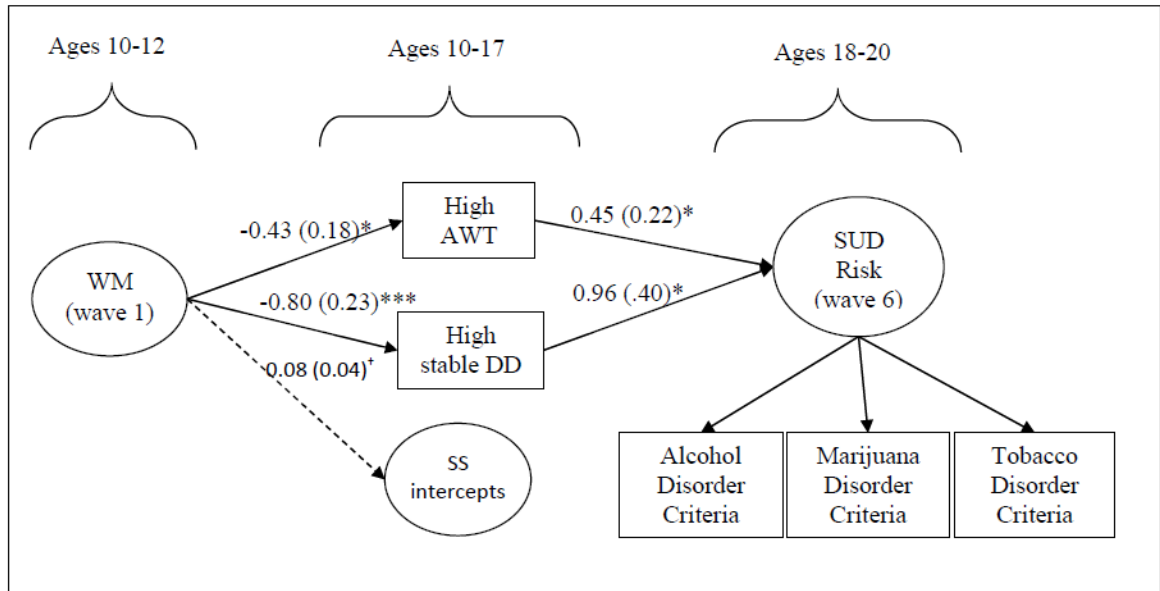 Ages 10-12
Ages 10-17
Ages 18-20
High
AWT
-0.43 (0.18)*
0.45 (0.22)*
SUD
Risk
(wave 6)
WM
(wave 1)
-0.80 (0.23)***
0.96 (.40)*
High
stable DD
0.08 (0.04)†
SS
intercepts
Alcohol
Disorder
Criteria
Marijuana
Disorder
Criteria
Tobacco
Disorder
Criteria